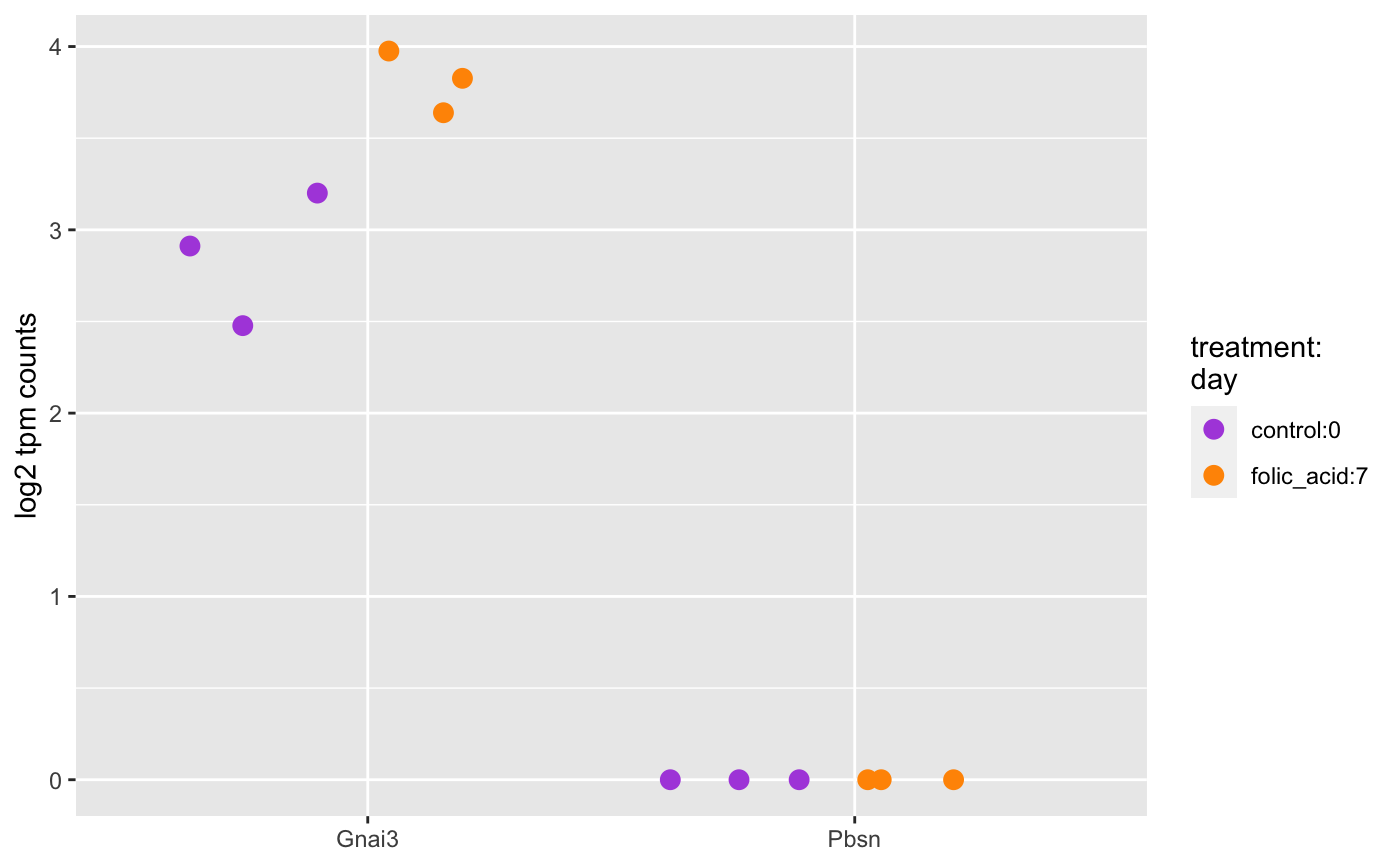 4
3
2
1
0
log2 tpm counts
Gnai3
Pbsn
treatment:
day
control:0
folic_acid:7